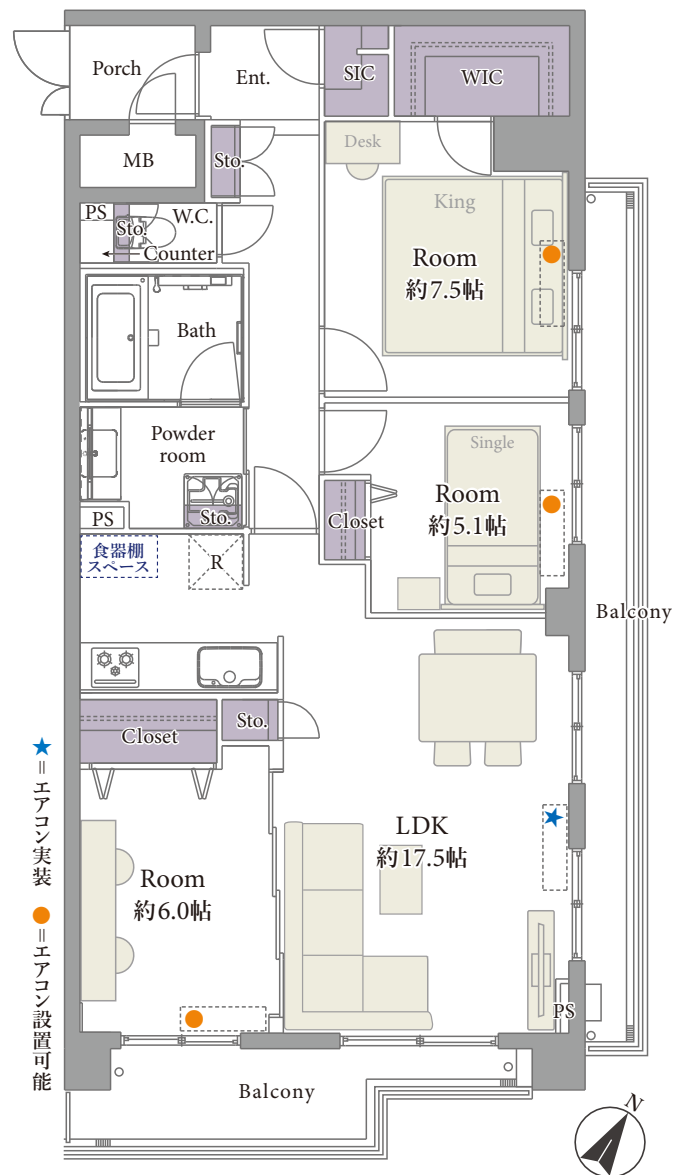 Porch
Ent.
SIC
WIC
MB
Sto.
Desk
PS
Sto.
W.C.
Counter
King
Room
約7.5帖
Bath
Powder
room
Single
Room
約5.1帖
PS
Sto.
Closet
食器棚
スペース
R
Balcony
Closet
Sto.
LDK
約17.5帖
Room
約6.0帖
PS
Balcony
★=エアコン実装
●=エアコン設置可能
N